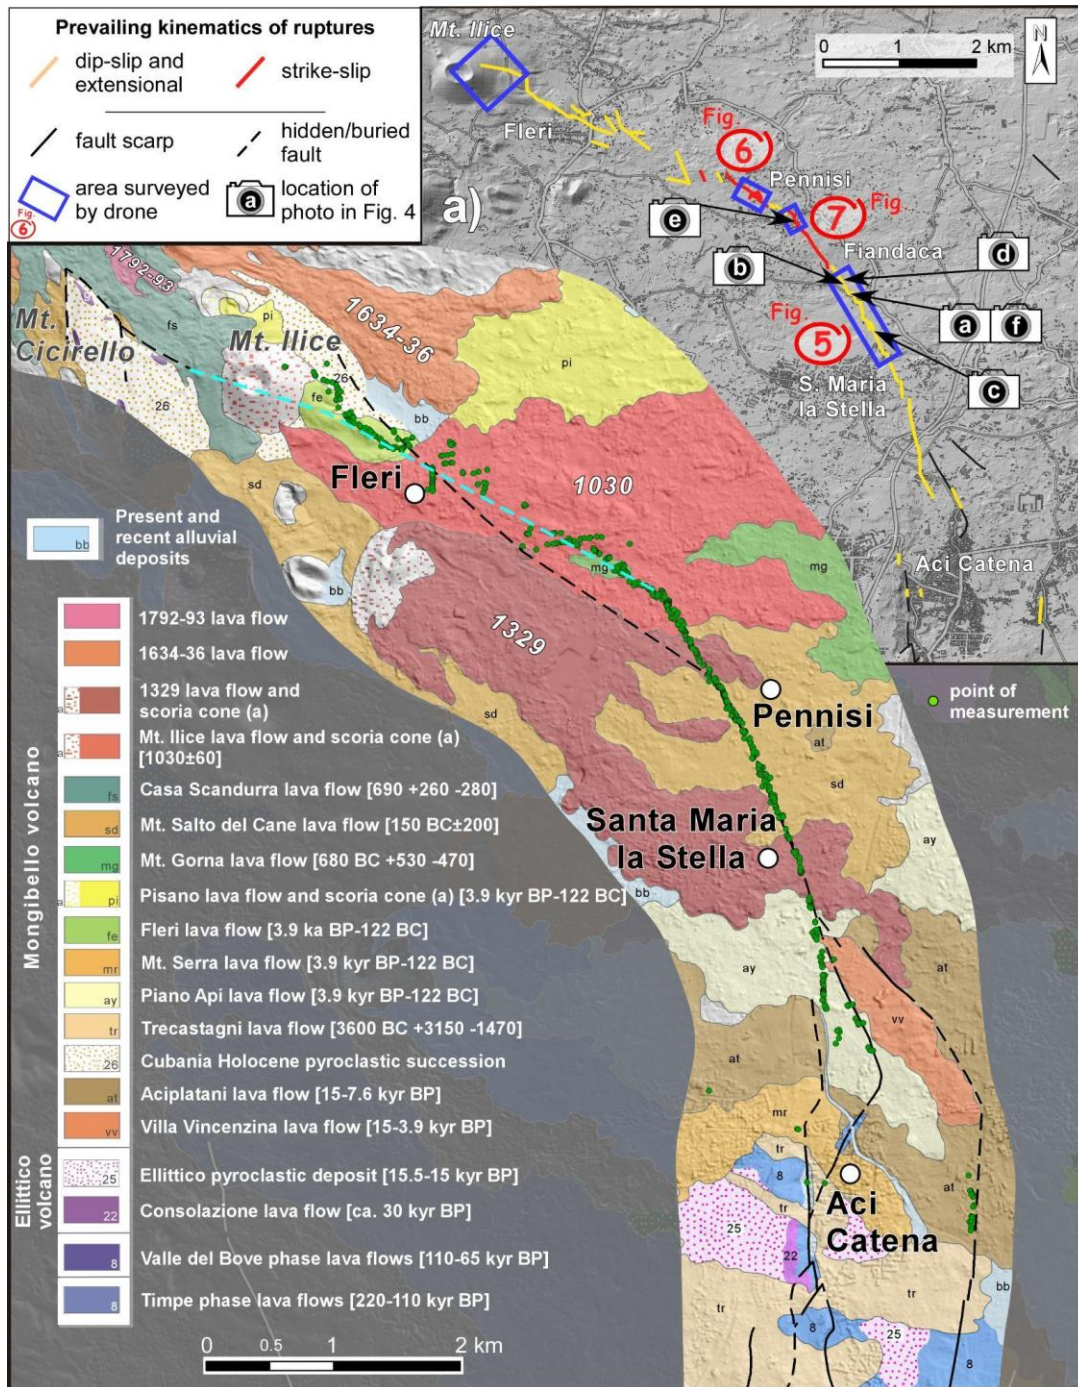 Prevailing kinematics of ruptures
dip-slip and
extensional
strike-slip
fault scarp
hidden/buried
fault
area surveyed
by drone
Fig.
6
a
location of
photo in Fig. 4
Mt. Ilice
0 1 2 km
N
Fleri
Fig
6
Pennisi
a)
e
7
Fig
Fiandaca
b
d
Fig.
5
a
f
S. Maria
la Stella
c
Aci Catena
1792-93
1634-36
Mt.
Cicirello
fs
pi
Mt. Ilice
26
26
fe
bb
pi
Fleri
1030
sd
bb
mg
mg
1329
sd
Pennisi
at
sd
Santa Maria
la Stella
ay
bb
ay
at
vv
at
mr
tr
8
at
tr
Aci
Catena
25
22
tr
tr
bb
8
25
8
point of
measurement
bb
Present and
recent alluvial
deposits
Mongibello volcano
1792-93 lava flow
1634-36 lava flow
a
1329 lava flow and
scoria cone (a)
a
Mt. Ilice lava flow and scoria cone (a)
[1030±60]
fs
Casa Scandurra lava flow [690 +260 -280]
sd
Mt. Salto del Cane lava flow [150 BC±200]
mg
Mt. Gorna lava flow [680 BC +530 -470]
a
pi
Pisano lava flow and scoria cone (a) [3.9 kyr BP-122 BC]
fe
Fleri lava flow [3.9 ka BP-122 BC]
mr
Mt. Serra lava flow [3.9 kyr BP-122 BC]
ay
Piano Api lava flow [3.9 kyr BP-122 BC]
tr
Trecastagni lava flow [3600 BC +3150 -1470]
26
Cubania Holocene pyroclastic succession
at
Aciplatani lava flow [15-7.6 kyr BP]
vv
Villa Vincenzina lava flow [15-3.9 kyr BP]
Ellittico
volcano
25
Ellittico pyroclastic deposit [15.5-15 kyr BP]
22
Consolazione lava flow [ca. 30 kyr BP]
8
Valle del Bove phase lava flows [110-65 kyr BP]
8
Timpe phase lava flows [220-110 kyr BP]
0 0.5 1 2 km